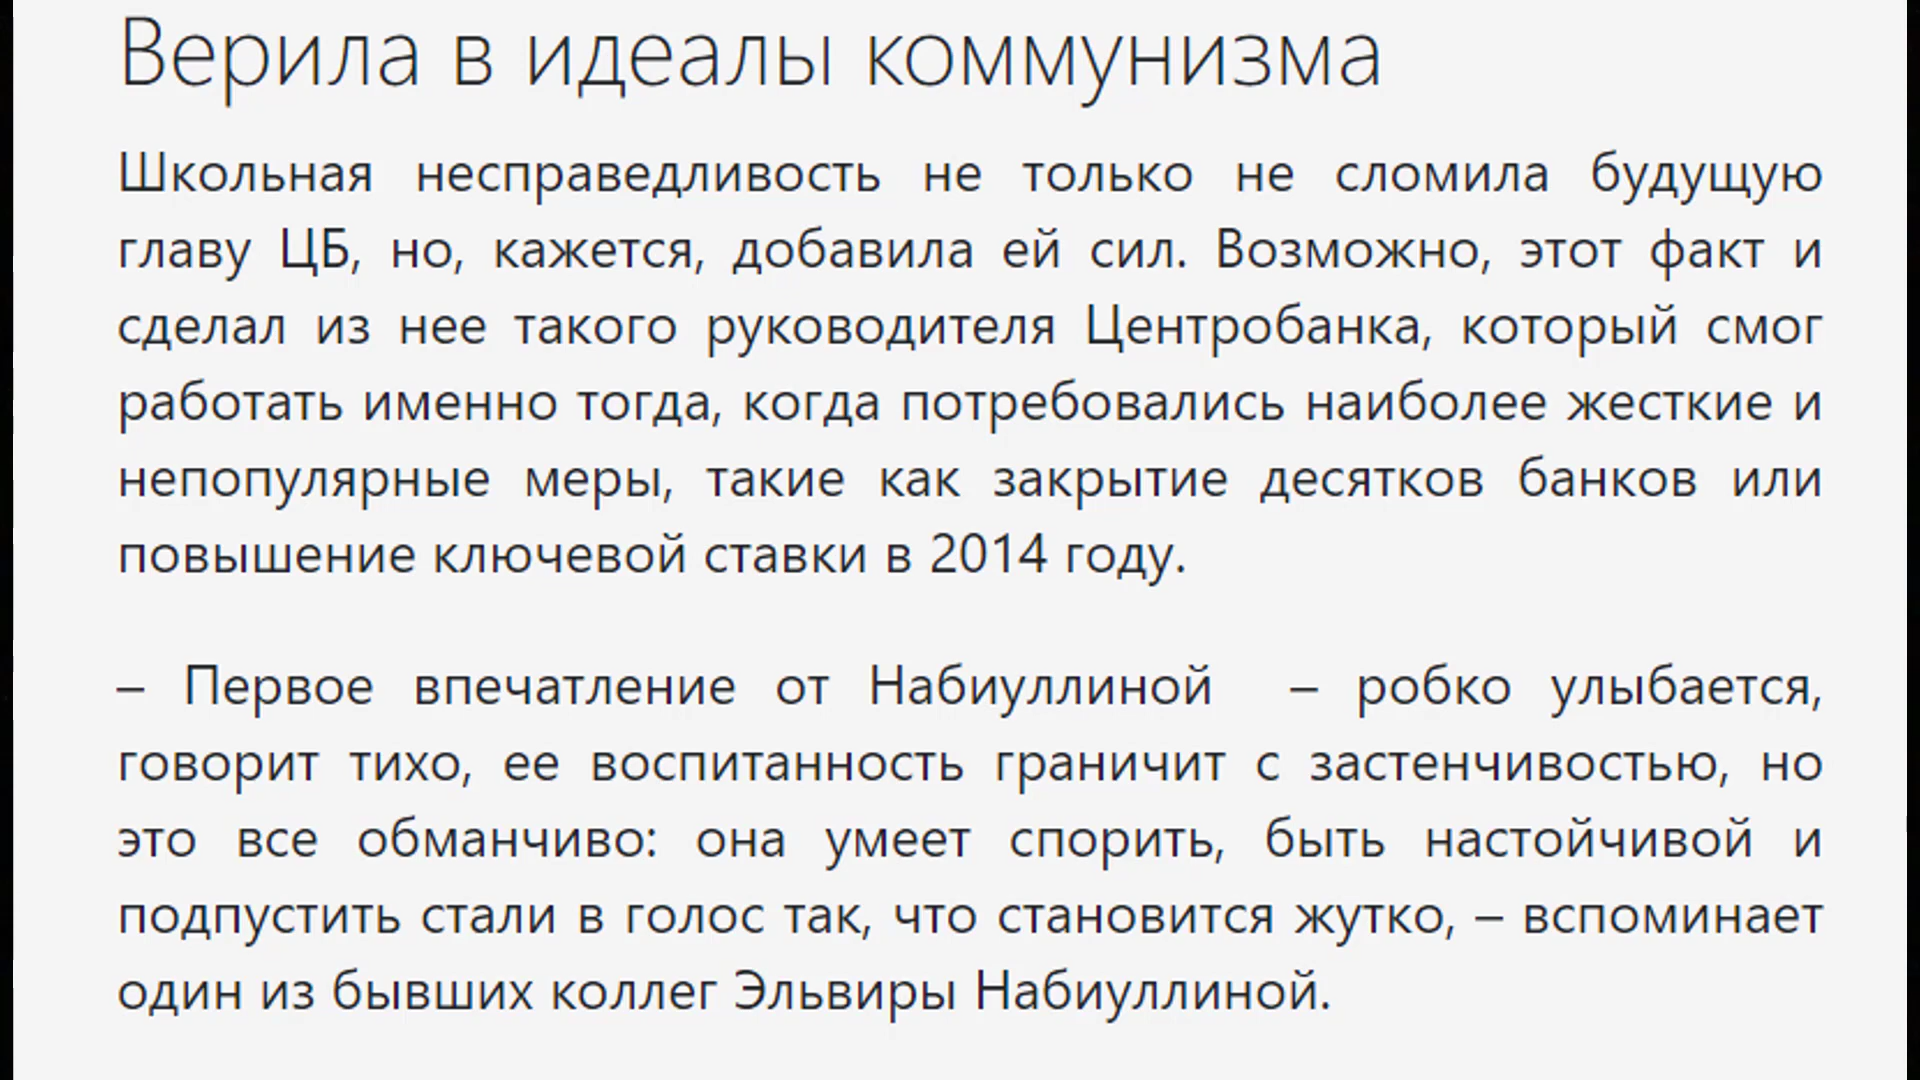 Верила в идеалы коммунизма
Школьная несправедливость не только не сломила будущую
главу ЦБ, но, кажется, добавила ей сил. Возможно, этот факт и
сделал из нее такого руководителя Центробанка, который смог
работать именно тогда, когда потребовались наиболее жесткие и
непопулярные меры, такие как закрытие десятков банков или
повышение ключевой ставки в 2014 году.
– Первое впечатление от Набиуллиной – робко улыбается,
говорит тихо, ее воспитанность граничит с застенчивостью, но
это все обманчиво: она умеет спорить, быть настойчивой и
подпустить стали в голос так, что становится жутко, – вспоминает
один из бывших коллег Эльвиры Набиуллиной.